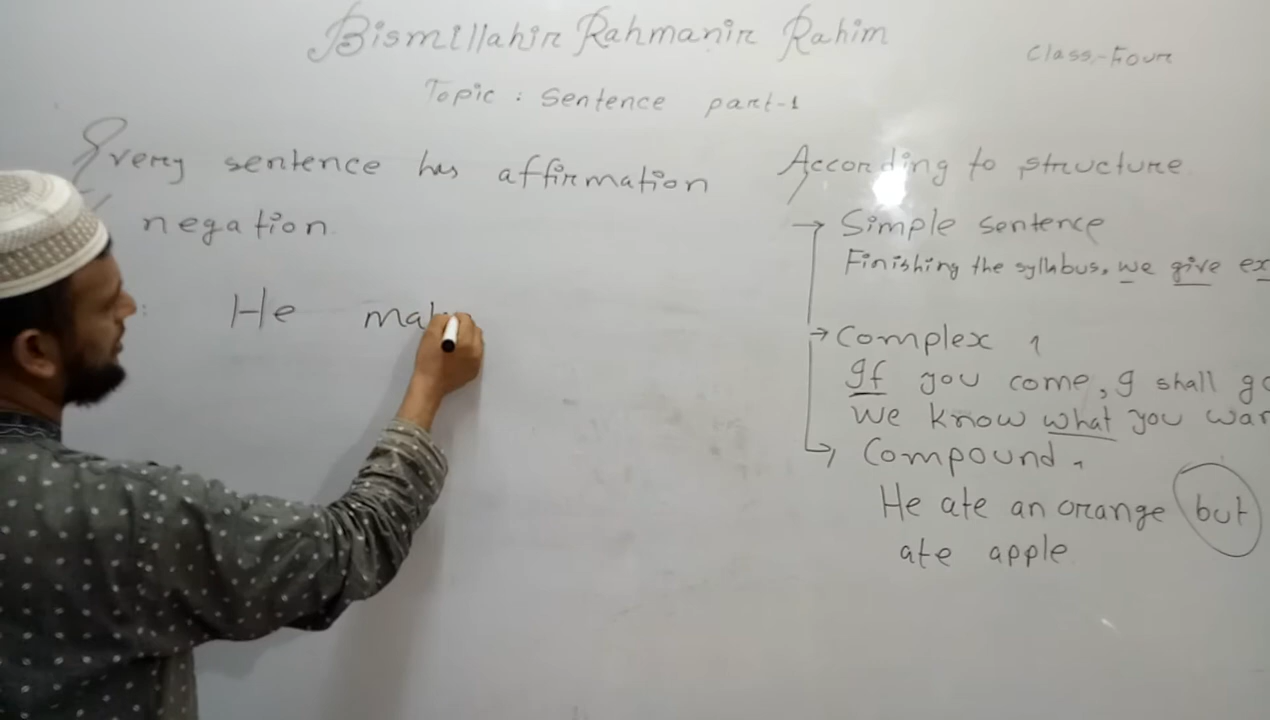 Bismillahir Rahmanir Rahim
Class-Four
Topic : Sentence part-1
Every sentence has affirmation
negation.
He
According to structure
→ Simple sentence
Finishing the syllabus, we give
→ Complex
If you come, I shall
We know what you
→ Compound
He ate an orange but
ate apple